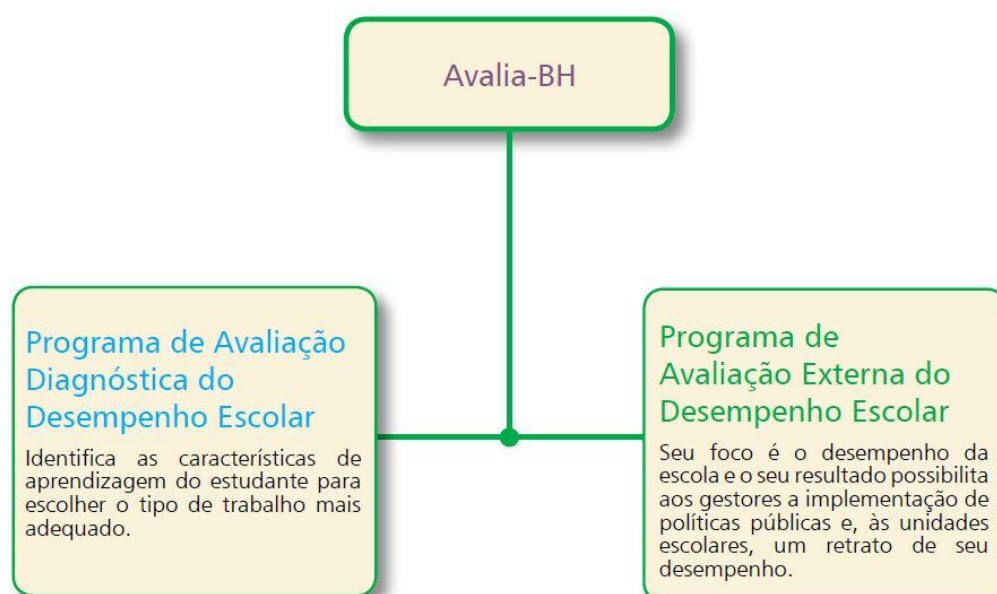 Avalia-BH
Programa de Avaliação
Diagnóstica do
Desempenho Escolar
Identifica as características de
aprendizagem do estudante para
escolher o tipo de trabalho mais
adequado.
Programa de
Avaliação Externa do
Desempenho Escolar
Seu foco é o desempenho da
escola e o seu resultado possibilita
aos gestores a implementação de
políticas públicas e, às unidades
escolares, um retrato de seu
desempenho.